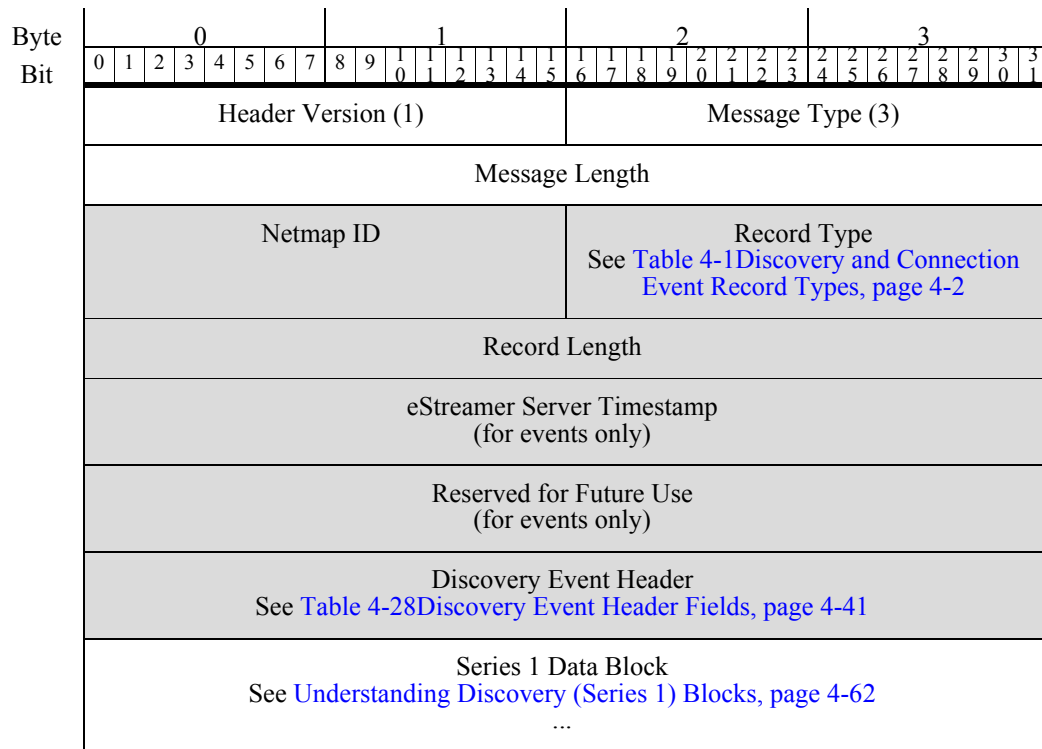 Byte 0 1 2 3
Bit 0 1 2 3 4 5 6 7 8 9 10 11 12 13 14 15 16 17 18 19 20 21 22 23 24 25 26 27 28 29 30 31
Header Version (1) Message Type (3)
Message Length
Netmap ID Record Type
See Table 4-1Discovery and Connection
Event Record Types, page 4-2
Record Length
eStreamer Server Timestamp
(for events only)
Reserved for Future Use
(for events only)
Discovery Event Header
See Table 4-28Discovery Event Header Fields, page 4-41
Series 1 Data Block
See Understanding Discovery (Series 1) Blocks, page 4-62
...